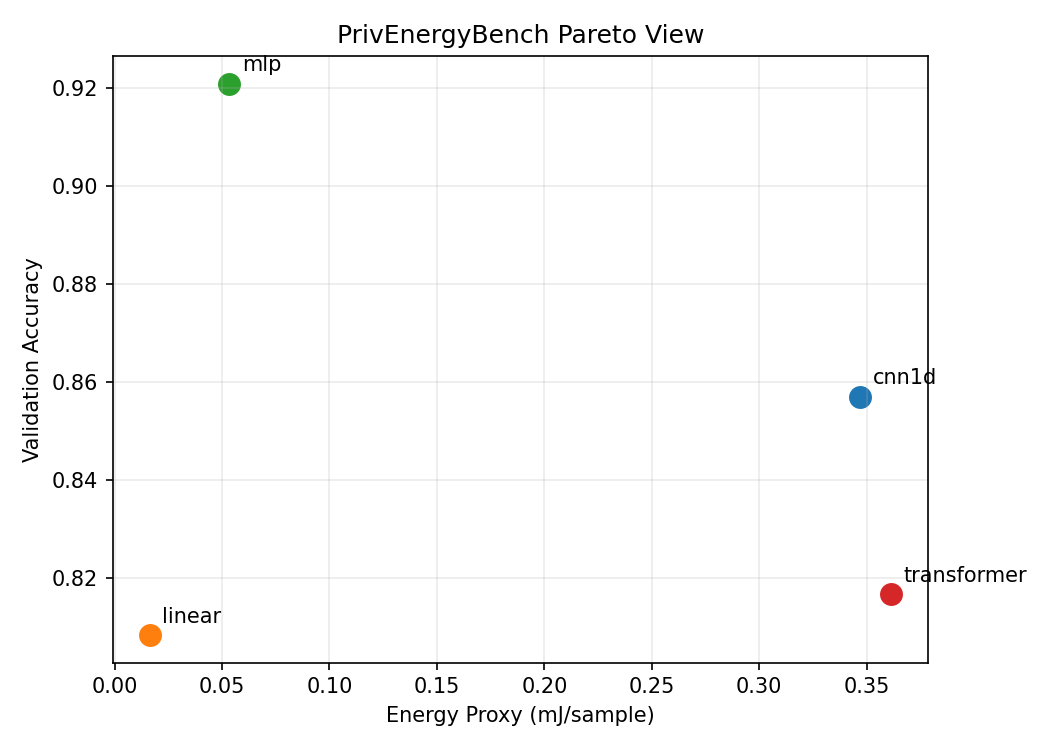 PrivEnergyBench Pareto View
mlp
0.92
0.90
0.88
cnn1d
0.86
0.84
transformer
0.82
linear
Validation Accuracy
0.00 0.05 0.10 0.15 0.20 0.25 0.30 0.35
Energy Proxy (mJ/sample)